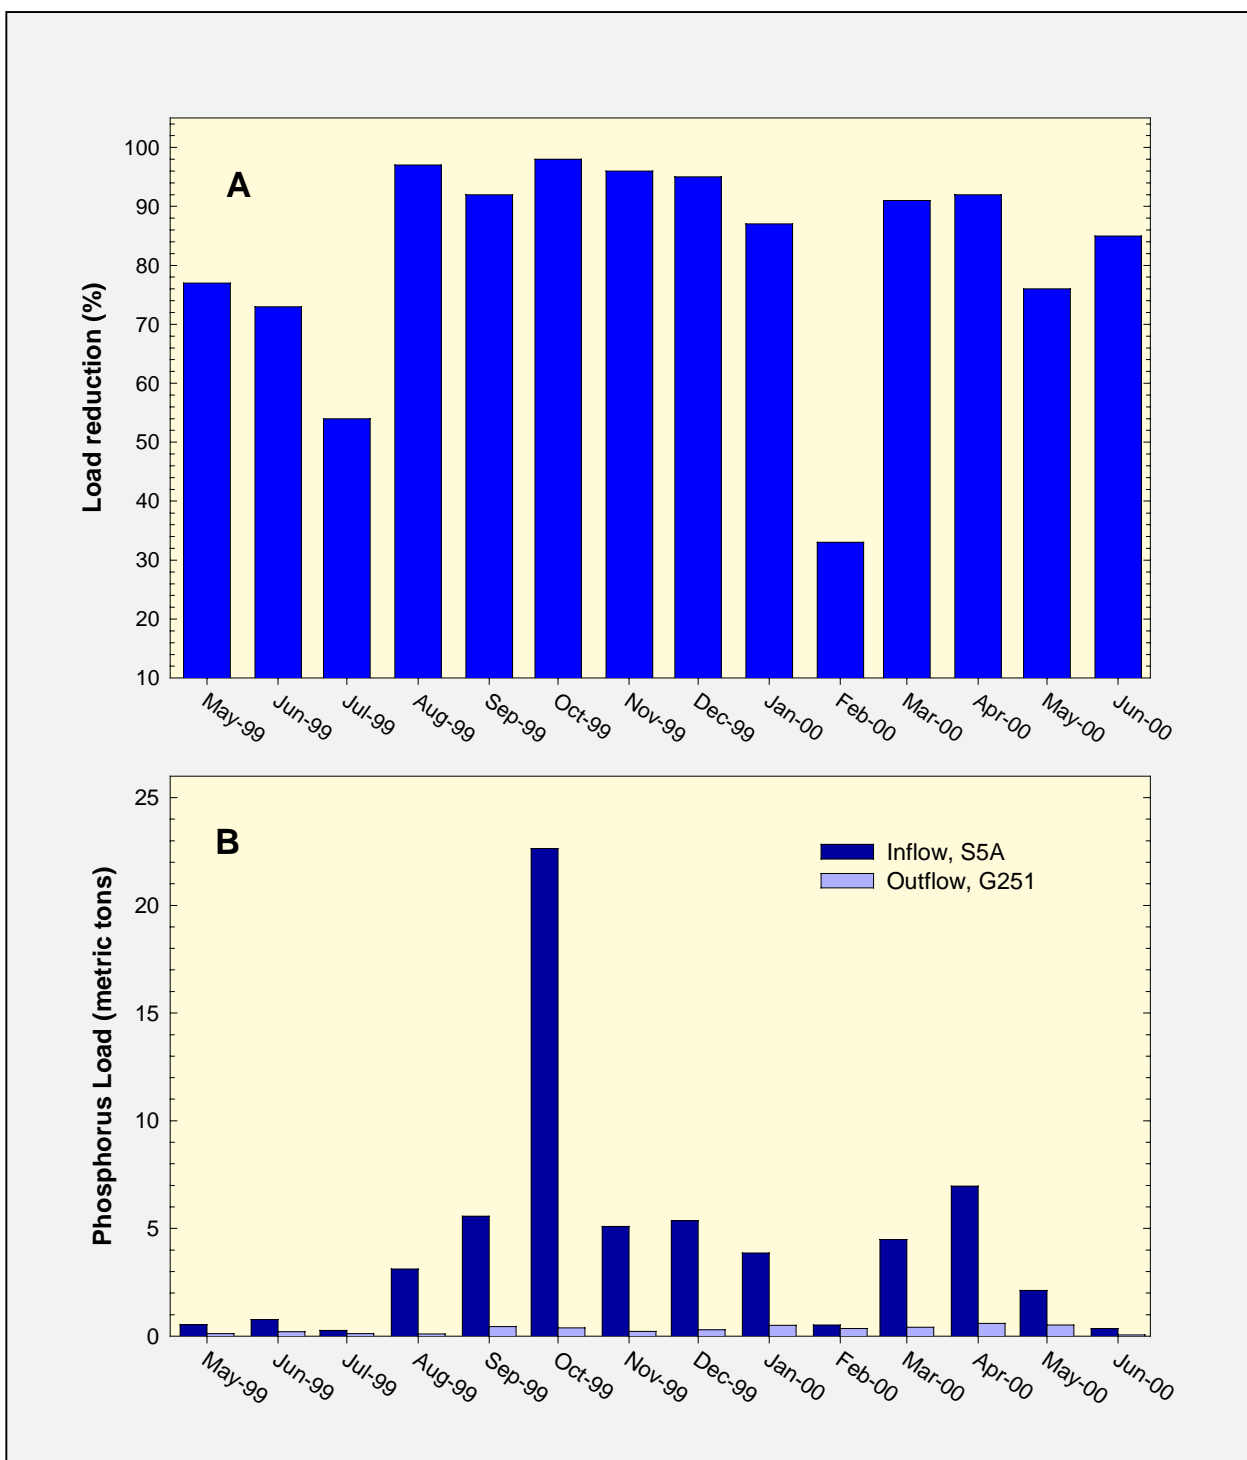 A
Load reduction (%)
100
90
80
70
60
50
40
30
20
10
May-99
Jun-99
Jul-99
Aug-99
Sep-99
Oct-99
Nov-99
Dec-99
Jan-00
Feb-00
Mar-00
Apr-00
May-00
Jun-00
B
Inflow, S5A
Outflow, G251
Phosphorus Load (metric tons)
25
20
15
10
5
0
May-99
Jun-99
Jul-99
Aug-99
Sep-99
Oct-99
Nov-99
Dec-99
Jan-00
Feb-00
Mar-00
Apr-00
May-00
Jun-00